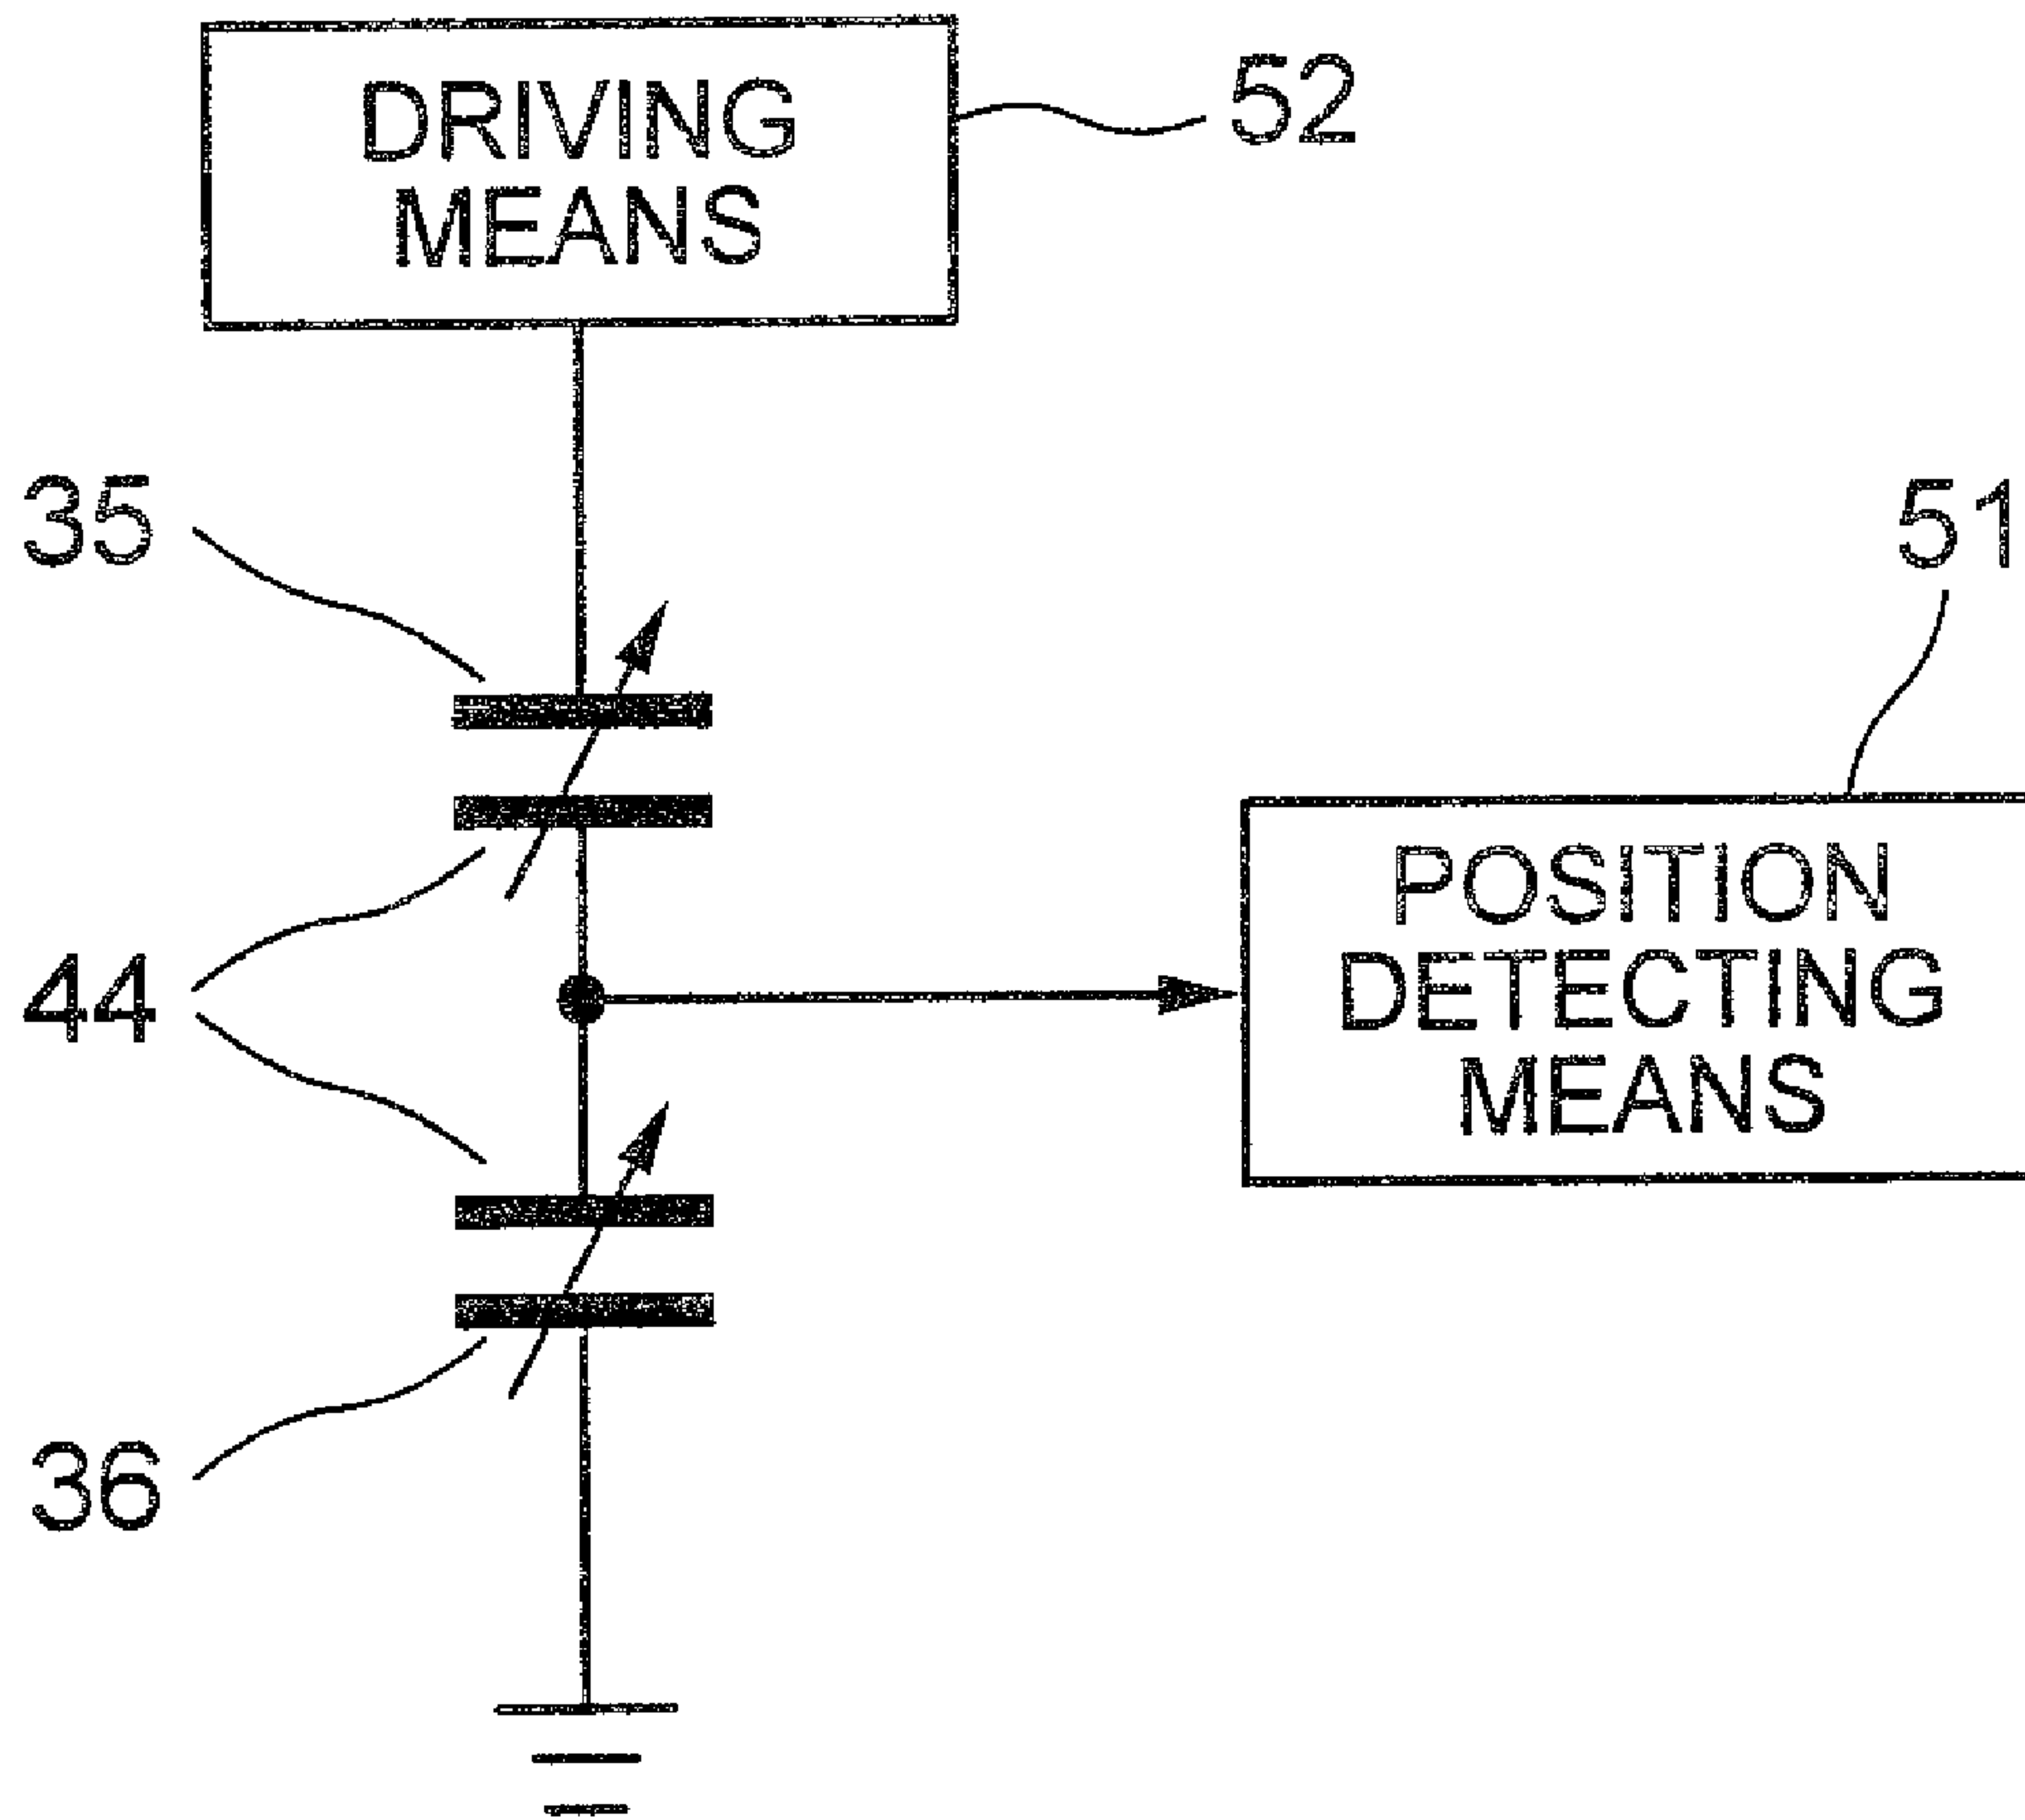 DRIVING
MEANS
52
35
51
POSITION
DETECTING
MEANS
44
36